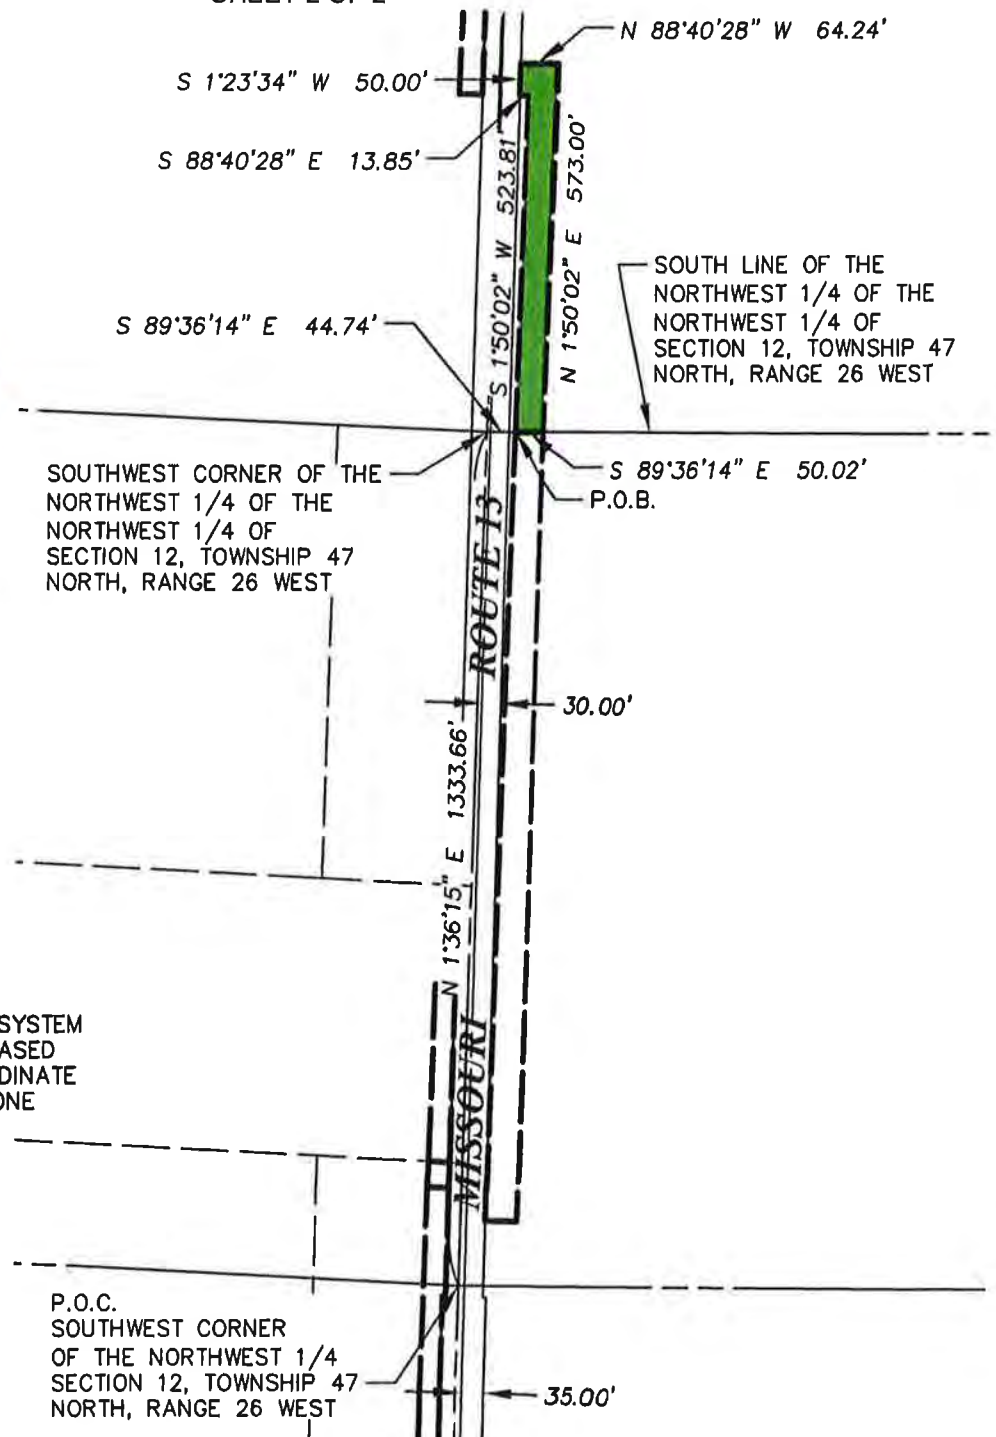 N 88°40'28" W 64.24'
S 1°23'34" W 50.00'
S 88°40'28" E 13.85'
S 1°50'02" W 523.81'
N 1°50'02" E 573.00'
SOUTH LINE OF THE
NORTHWEST 1/4 OF THE
NORTHWEST 1/4 OF
SECTION 12, TOWNSHIP 47
NORTH, RANGE 26 WEST
S 89°36'14" E 44.74'
SOUTHWEST CORNER OF THE
NORTHWEST 1/4 OF THE
NORTHWEST 1/4 OF
SECTION 12, TOWNSHIP 47
NORTH, RANGE 26 WEST
S 89°36'14" E 50.02'
P.O.B.
ROUTE 13
30.00'
N 1°36'15" E 1333.66'
SYSTEM
ASED
DINATE
ONE
MISSOURI
P.O.C.
SOUTHWEST CORNER
OF THE NORTHWEST 1/4
SECTION 12, TOWNSHIP 47
NORTH, RANGE 26 WEST
35.00'